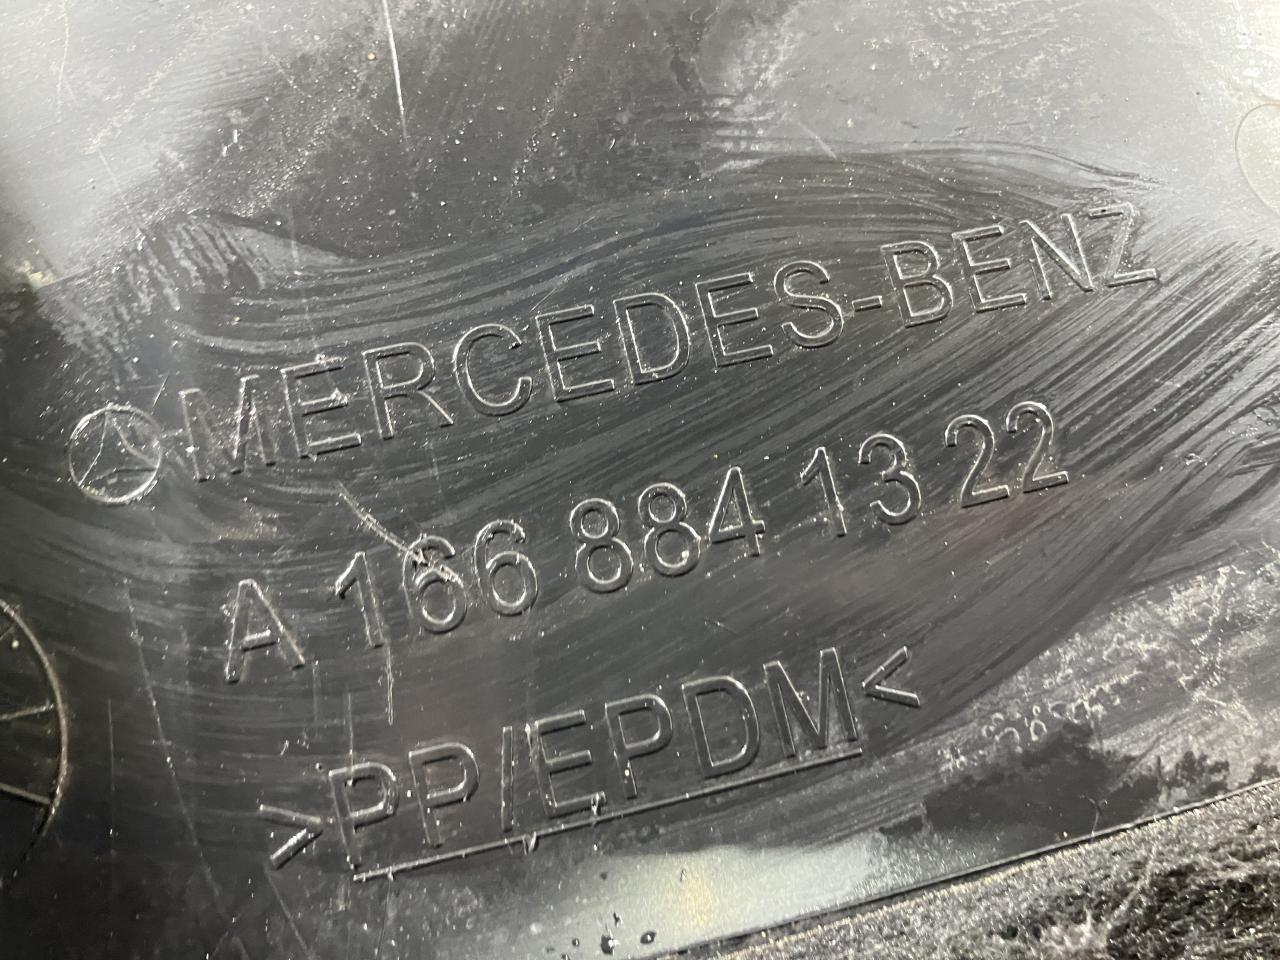 MERCEDES-BENZ
A 166 884 13 22
>PP/EPDM<